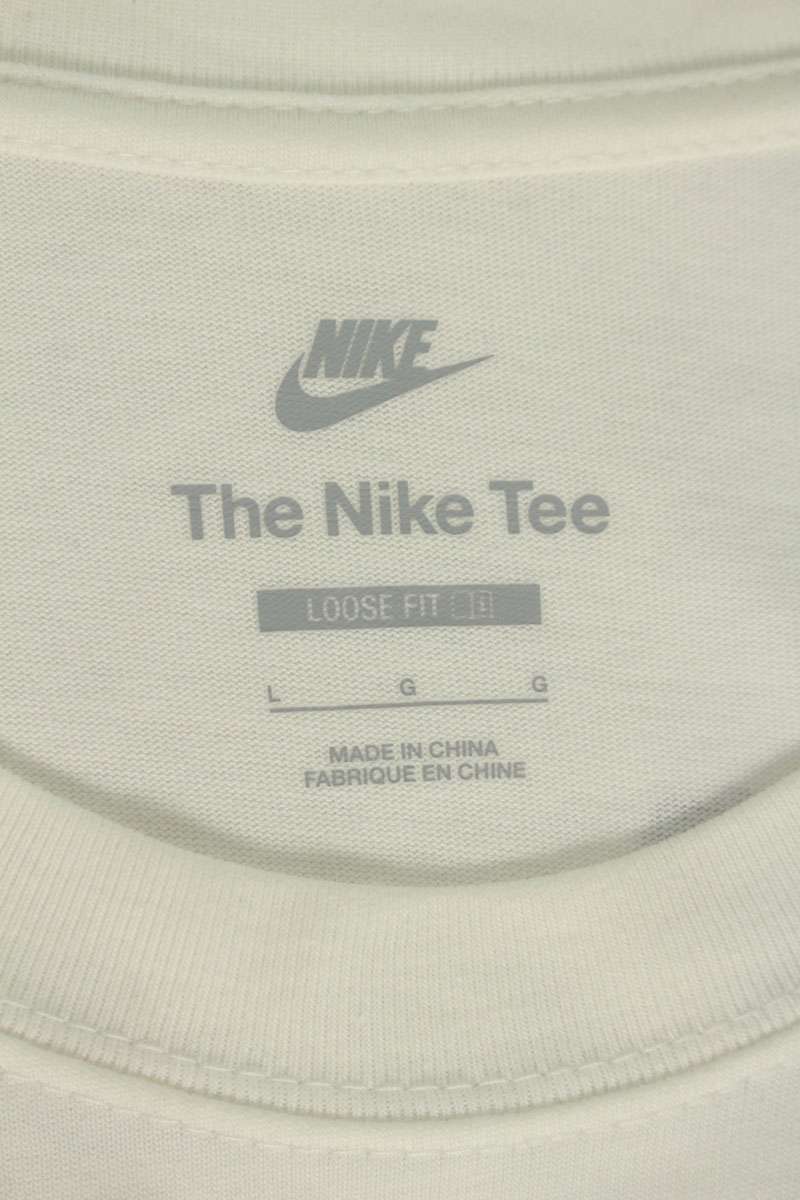 NIKE
The Nike Tee
LOOSE FIT
L G G
MADE IN CHINA
FABRIQUE EN CHINE